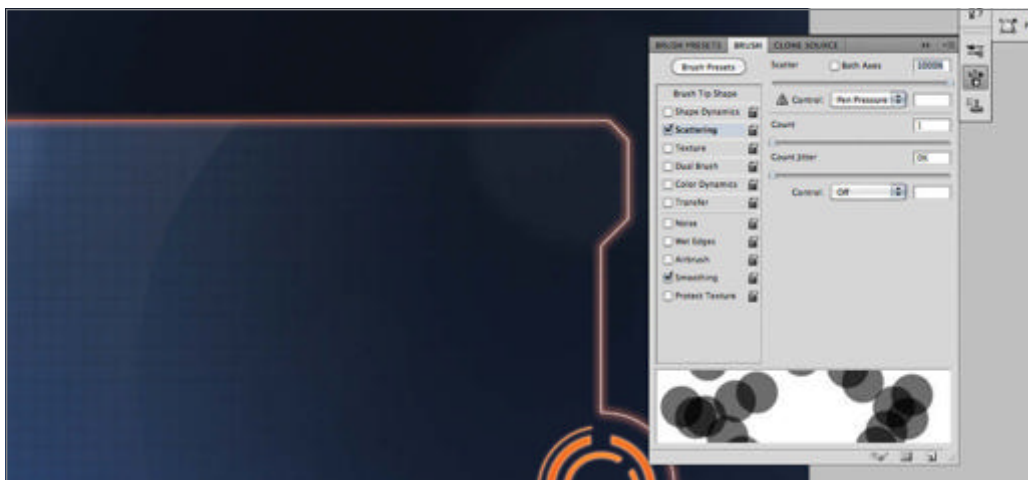 BRUSH PRESETS BRUSH CLONE SOURCE
Brush Presets
Brush Tip Shape
Shape Dynamics
Scattering
Texture
Dual Brush
Color Dynamics
Transfer
Noise
Wet Edges
Airbrush
Smoothing
Protect Texture
Scatter Both Axes 1000%
Control: Pen Pressure
Count 1
Count Jitter 0%
Control: Off